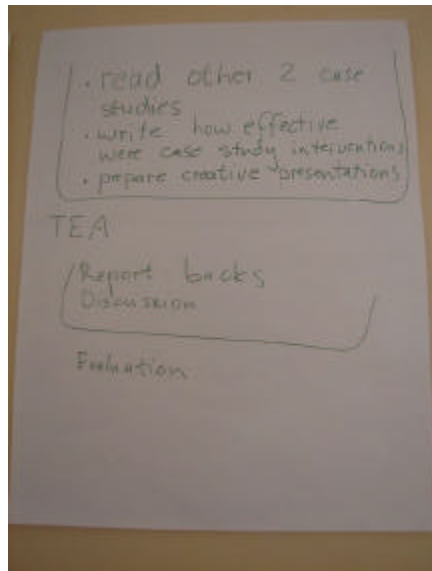 · read other 2 case
studies
· write how effective
were case study interventions
· prepare creative presentations
TEA
Report backs
Discussion
Evaluation